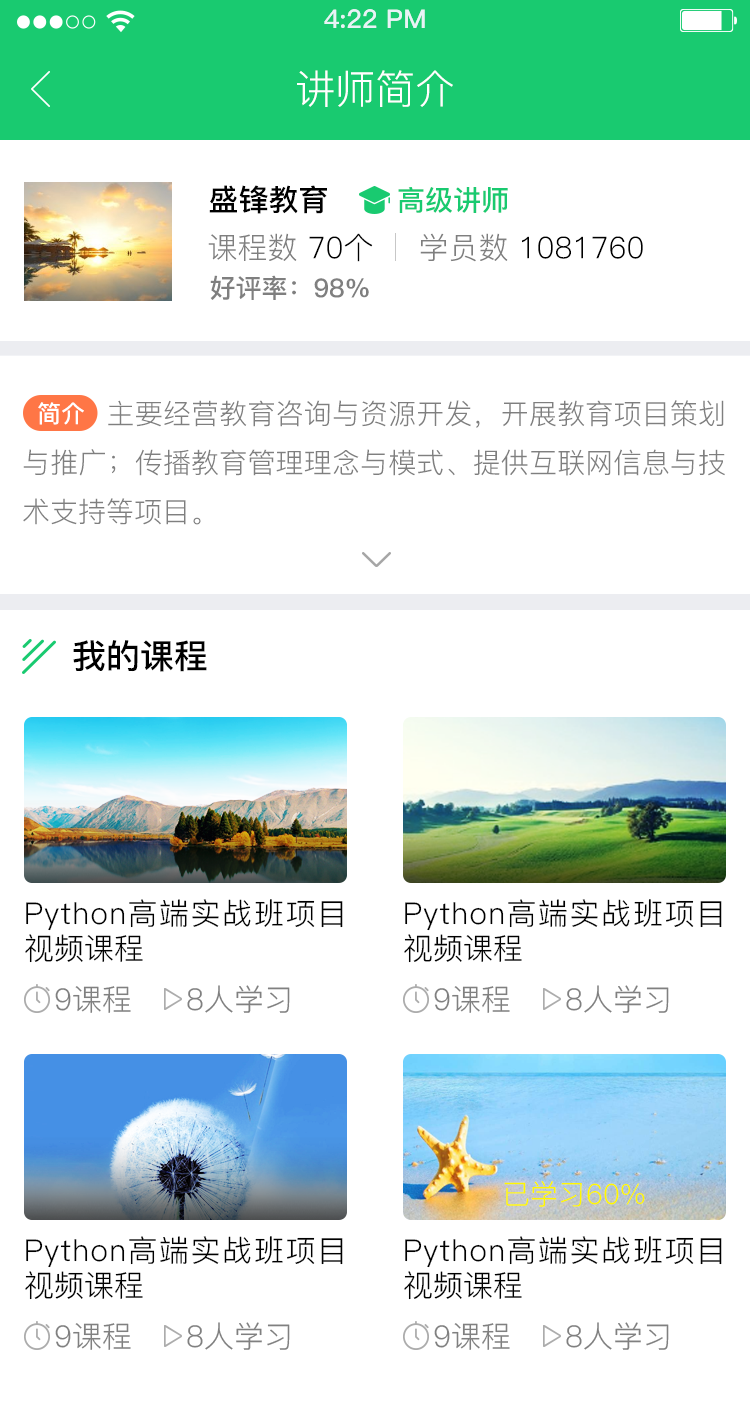 4:22 PM
讲师简介
盛锋教育 高级讲师
课程数 70个 学员数 1081760
好评率：98%
简介 主要经营教育咨询与资源开发，开展教育项目策划
与推广；传播教育管理理念与模式、提供互联网信息与技
术支持等项目。
我的课程
Python高端实战班项目
视频课程
9课程 8人学习
Python高端实战班项目
视频课程
9课程 8人学习
Python高端实战班项目
视频课程
9课程 8人学习
已学习60%
Python高端实战班项目
视频课程
9课程 8人学习